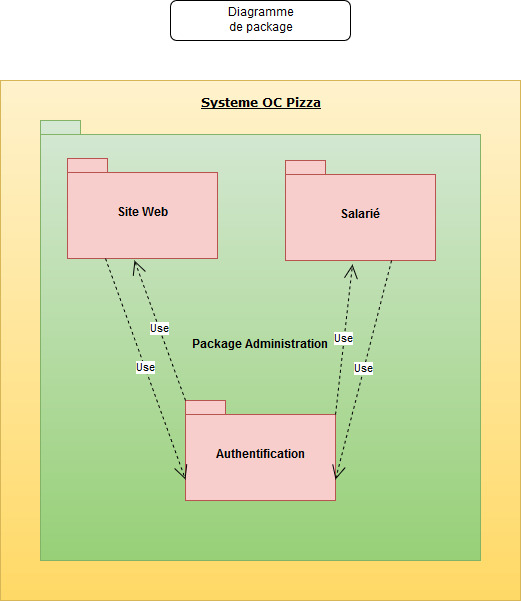 Diagramme
de package
Systeme OC Pizza
Site Web
Salarié
Use
Use
Package Administration
Use
Use
Authentification